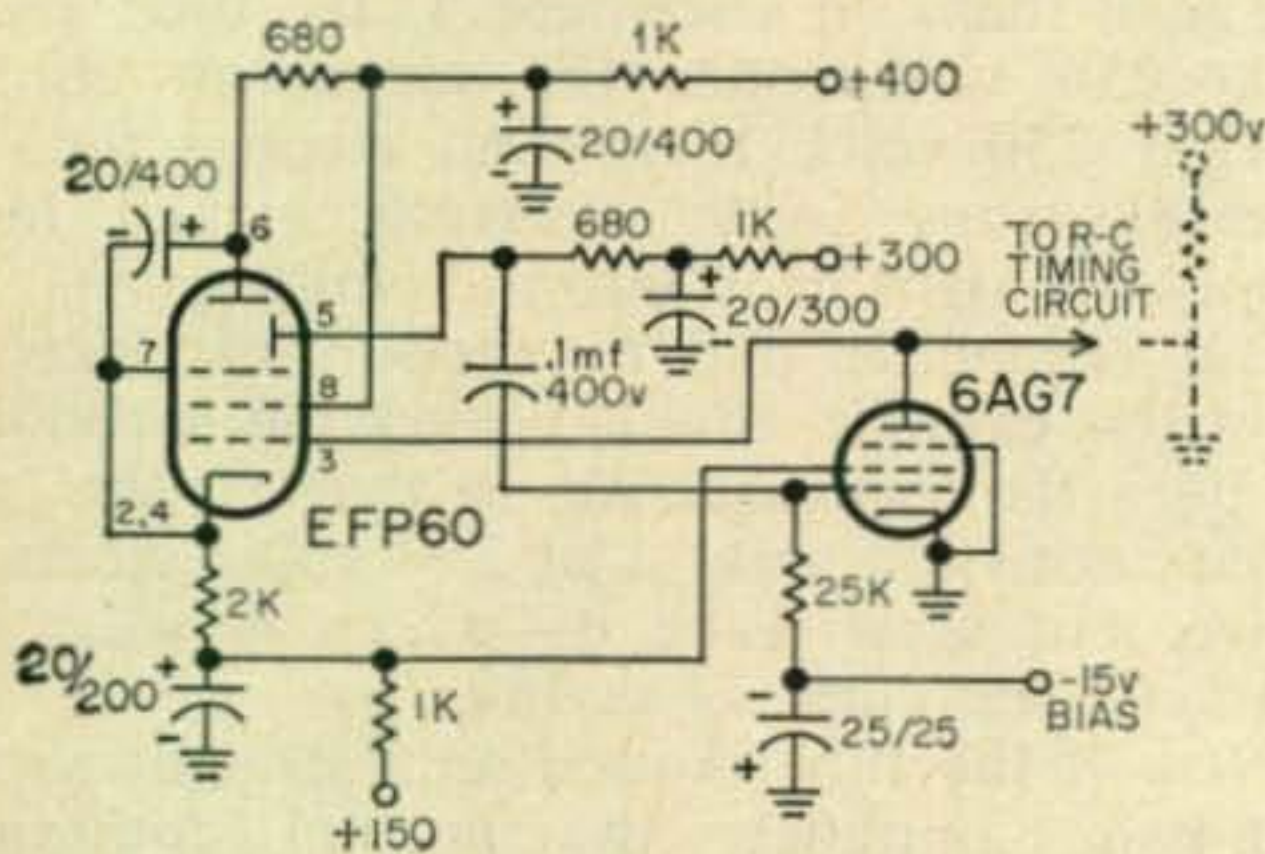 680
1K
+400
+
-
20/400
+300v
20/400
-
+
6
680
1K
+300
TO R-C
TIMING
CIRCUIT
+
-
20/300
5
7
.1mf
400v
8
6AG7
3
2,4
EFP60
2K
25K
20/200
+
-
1K
-15v
BIAS
-
+
25/25
+150